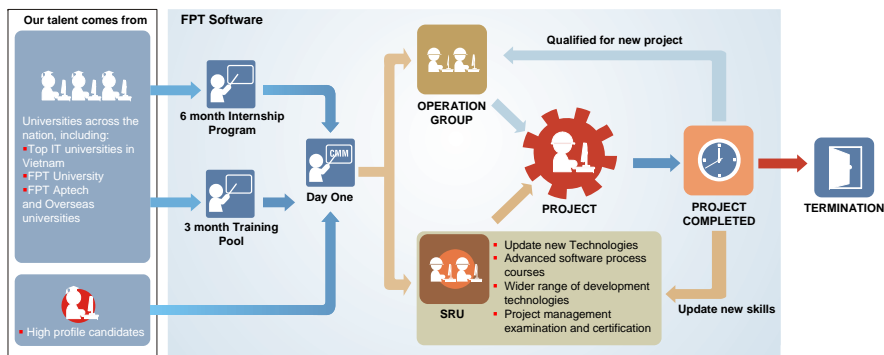 Our talent comes from
Universities across the
nation, including:
Top IT universities in
Vietnam
FPT University
FPT Aptech
and Overseas
universities
High profile candidates
FPT Software
6 month Internship
Program
3 month Training
Pool
CMM
Day One
OPERATION
GROUP
Qualified for new project
PROJECT
SRU
Update new Technologies
Advanced software process
courses
Wider range of development
technologies
Project management
examination and certification
PROJECT
COMPLETED
Update new skills
TERMINATION